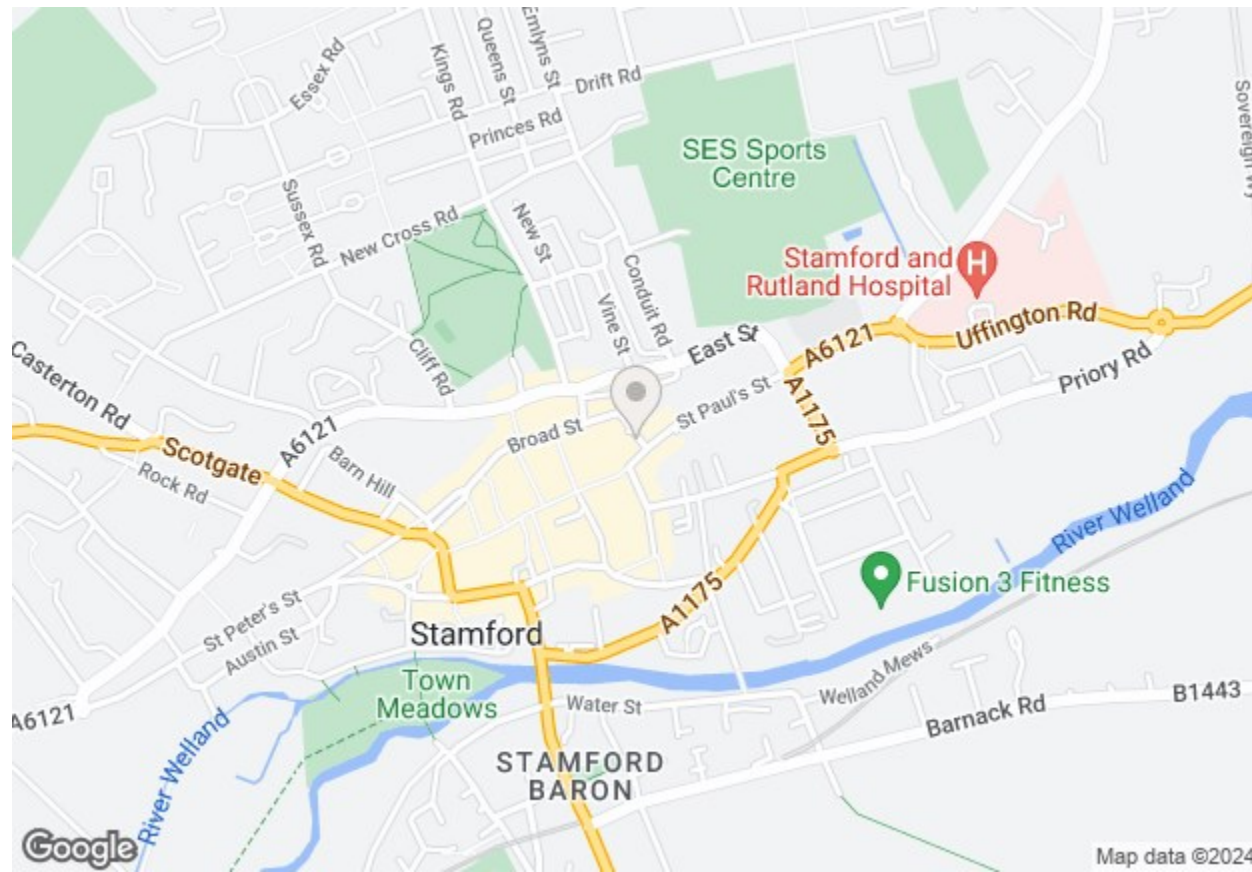 Essex Rd
Kings Rd
Queens St
Emlyns St
Drift Rd
Princes Rd
Sovereign Wy
SES Sports
Centre
Sussex Rd
New Cross Rd
New St
Conduit Rd
Vine St
Stamford and
Rutland Hospital
H
Uffington Rd
A6121
East St
Priory Rd
Casterton Rd
Cliff Rd
A6121
St Paul's St
A1175
Broad St
Scotgate
Barn Hill
Rock Rd
River Welland
Fusion 3 Fitness
A1175
St Peter's St
Austin St
Stamford
Town
Meadows
Welland Mews
A6121
Water St
Barnack Rd
B1443
River Welland
STAMFORD
BARON
Google
Map data ©2024